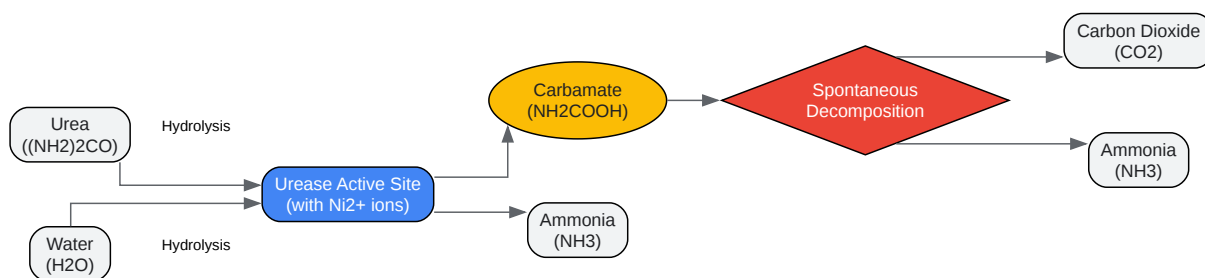 Urea
((NH2)2CO)
Hydrolysis
Water
(H2O)
Hydrolysis
Urease Active Site
(with Ni2+ ions)
Carbamate
(NH2COOH)
Ammonia
(NH3)
Spontaneous
Decomposition
Carbon Dioxide
(CO2)
Ammonia
(NH3)